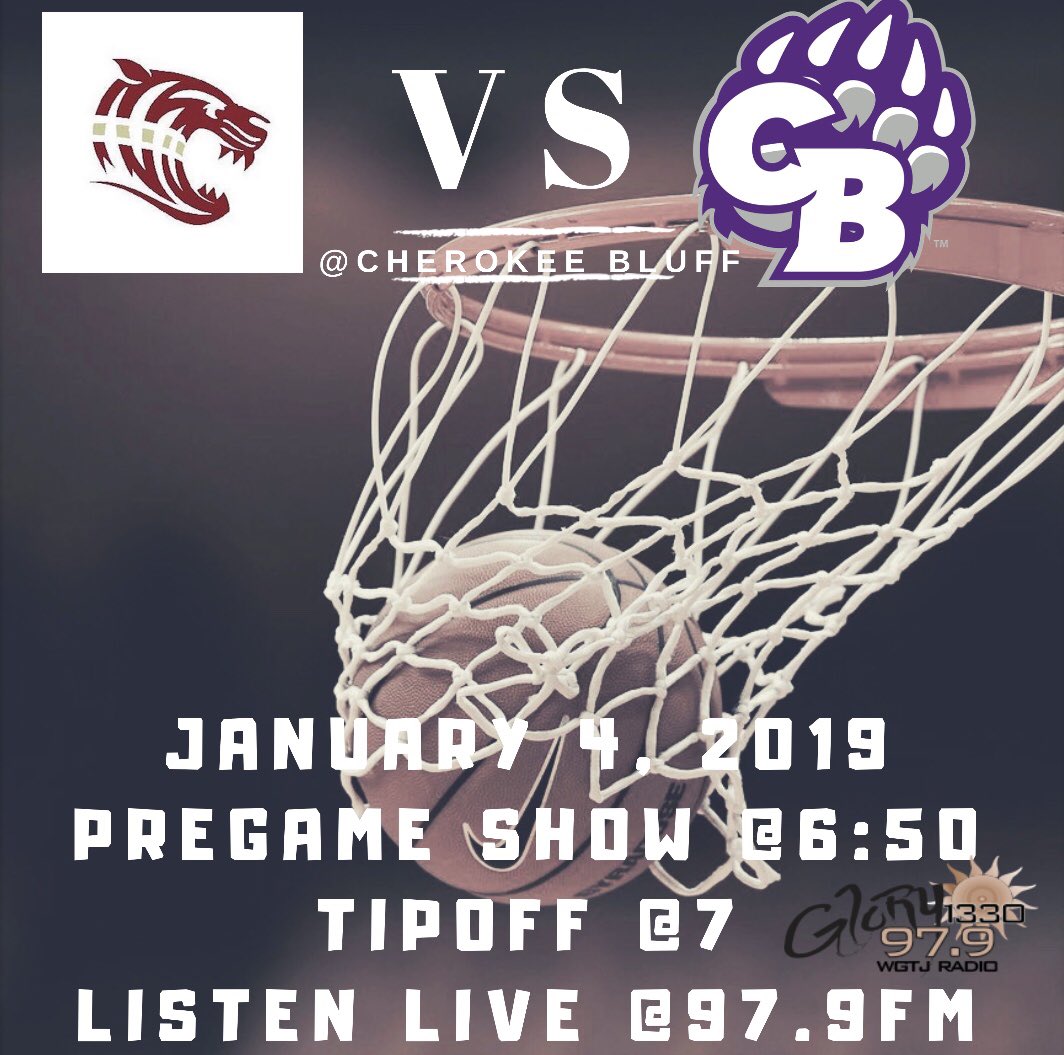 VS
@CHEROKEE BLUFF
CB
™
JANUARY 4, 2019
PREGAME SHOW @6:50
TIPOFF @7
GLORY 1330
97.9
WGTJ RADIO
LISTEN LIVE @97.9FM